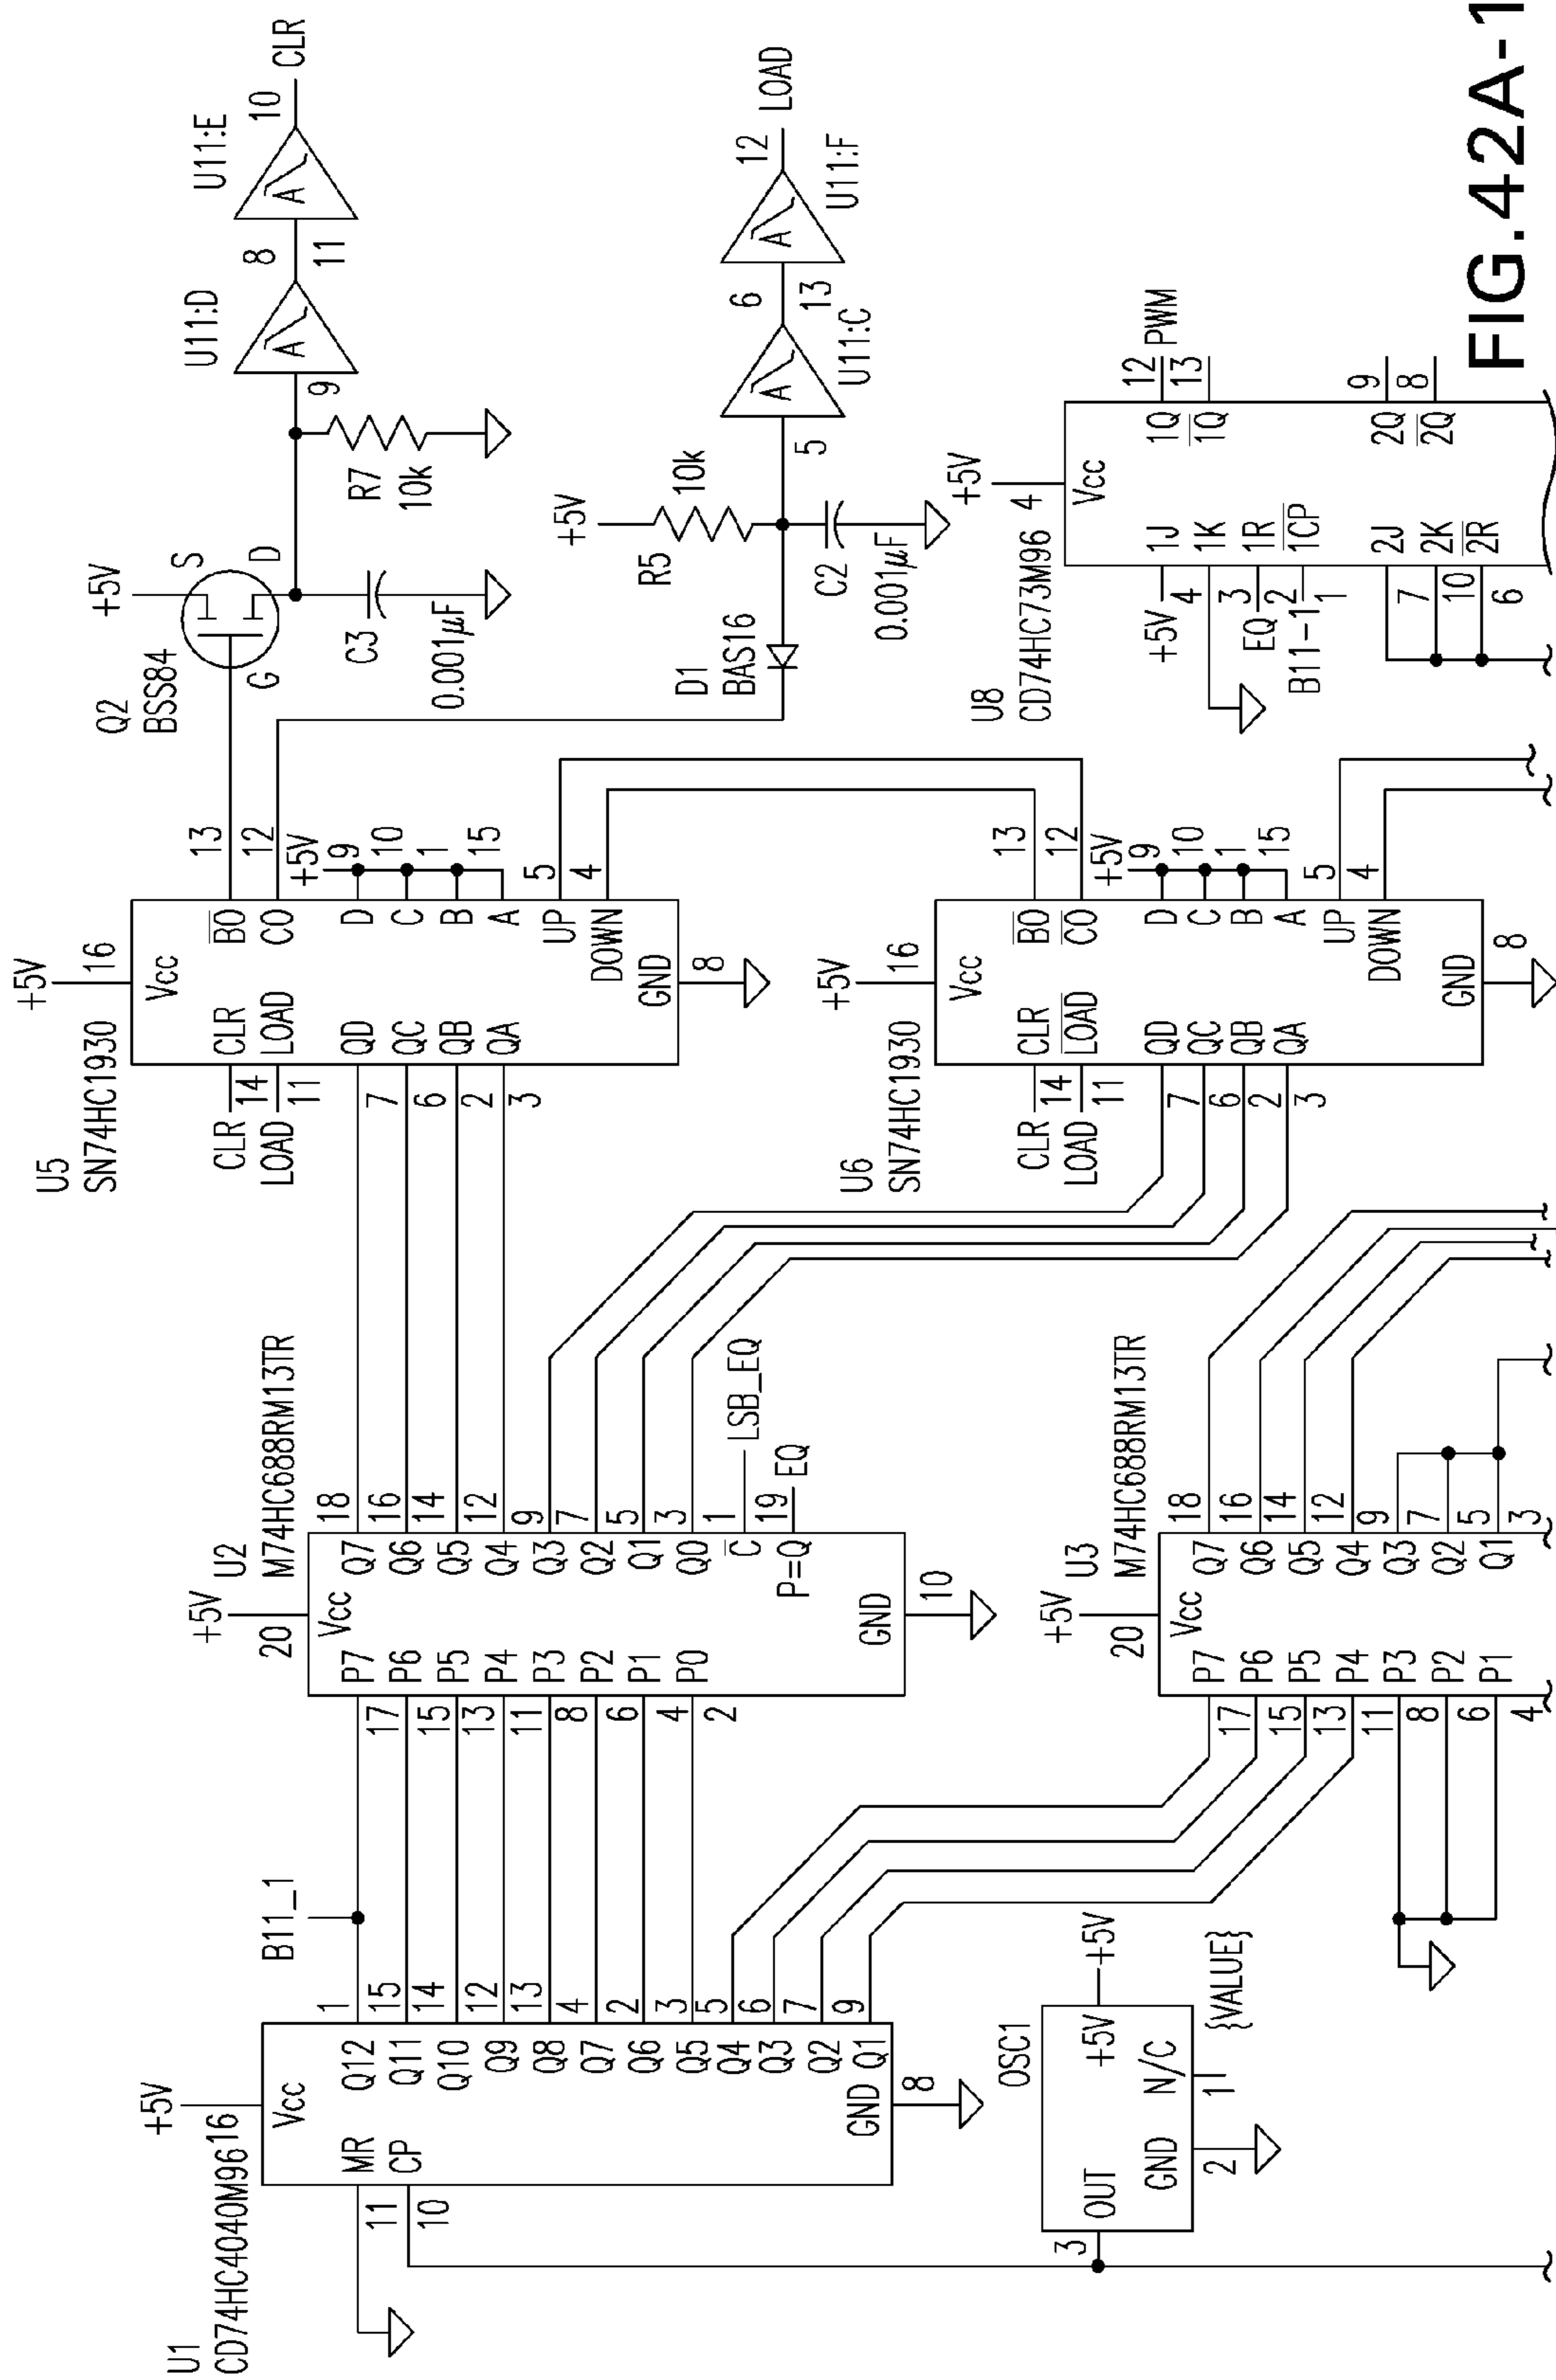 FIG.42A-1
U1
CD74HC4040M96
+5V
16
Vcc
MR
CP
11
10
Q12
Q11
Q10
Q9
Q8
Q7
Q6
Q5
Q4
Q3
Q2
Q1
GND
8
1
15
14
12
13
4
2
3
5
6
7
9
B11_1
OSC1
3
OUT
+5V
+5V
GND
N/C
2
1
{VALUE}
U2
M74HC688RM13TR
+5V
20
Vcc
P7
P6
P5
P4
P3
P2
P1
P0
17
15
13
11
8
6
4
2
Q7
Q6
Q5
Q4
Q3
Q2
Q1
Q0
C
P=Q
GND
10
18
16
14
12
9
7
5
3
1
LSB_EQ
19
EQ
U3
M74HC688RM13TR
+5V
20
Vcc
P7
P6
P5
P4
P3
P2
P1
17
15
13
11
8
6
4
Q7
Q6
Q5
Q4
Q3
Q2
Q1
18
16
14
12
9
7
5
3
U5
SN74HC1930
+5V
16
Vcc
CLR
14
CLR
LOAD
11
LOAD
QD
QC
QB
QA
7
6
2
3
BO
CO
D
C
B
A
UP
DOWN
GND
8
13
12
+5V
9
10
1
15
5
4
U6
SN74HC1930
+5V
16
Vcc
CLR
14
CLR
LOAD
11
LOAD
QD
QC
QB
QA
7
6
2
3
BO
CO
D
C
B
A
UP
DOWN
GND
8
13
12
+5V
9
10
1
15
5
4
Q2
BSS84
+5V
S
D
G
C3
0.001µF
R7
10k
U11:D
9
A
8
U11:E
11
A
10
CLR
D1
BAS16
+5V
R5
10k
C2
0.001µF
U11:C
5
A
6
U11:F
13
A
12
LOAD
U8
CD74HC73M96
+5V
4
Vcc
+5V
4
3
EQ
2
B11-1
1
1J
1K
1R
1CP
2J
2K
2R
7
10
6
1Q
1Q
2Q
2Q
12
PWM
13
9
8